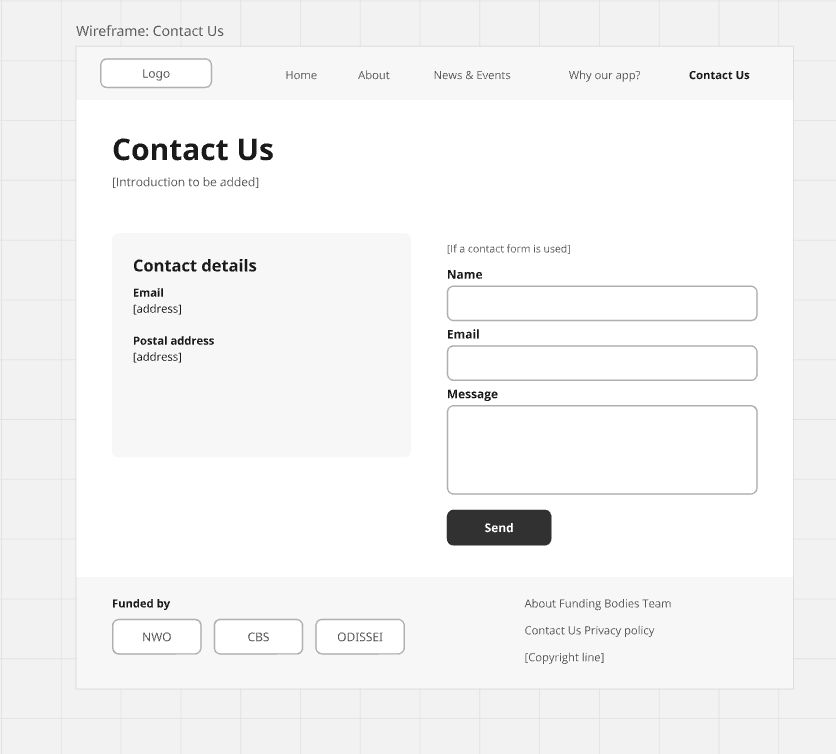 Wireframe: Contact Us
Logo
Home
About
News & Events
Why our app?
Contact Us
Contact Us
[Introduction to be added]
Contact details
Email
[address]
Postal address
[address]
[If a contact form is used]
Name
Email
Message
Send
Funded by
NWO
CBS
ODISSEI
About Funding Bodies Team
Contact Us Privacy policy
[Copyright line]